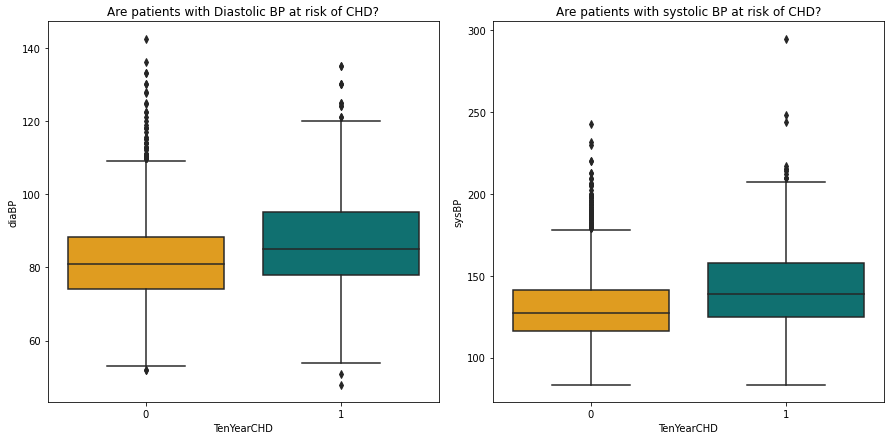 Are patients with Diastolic BP at risk of CHD?
140
120
100
80
60
diaBP
0
1
TenYearCHD
Are patients with systolic BP at risk of CHD?
300
250
200
150
100
sysBP
0
1
TenYearCHD